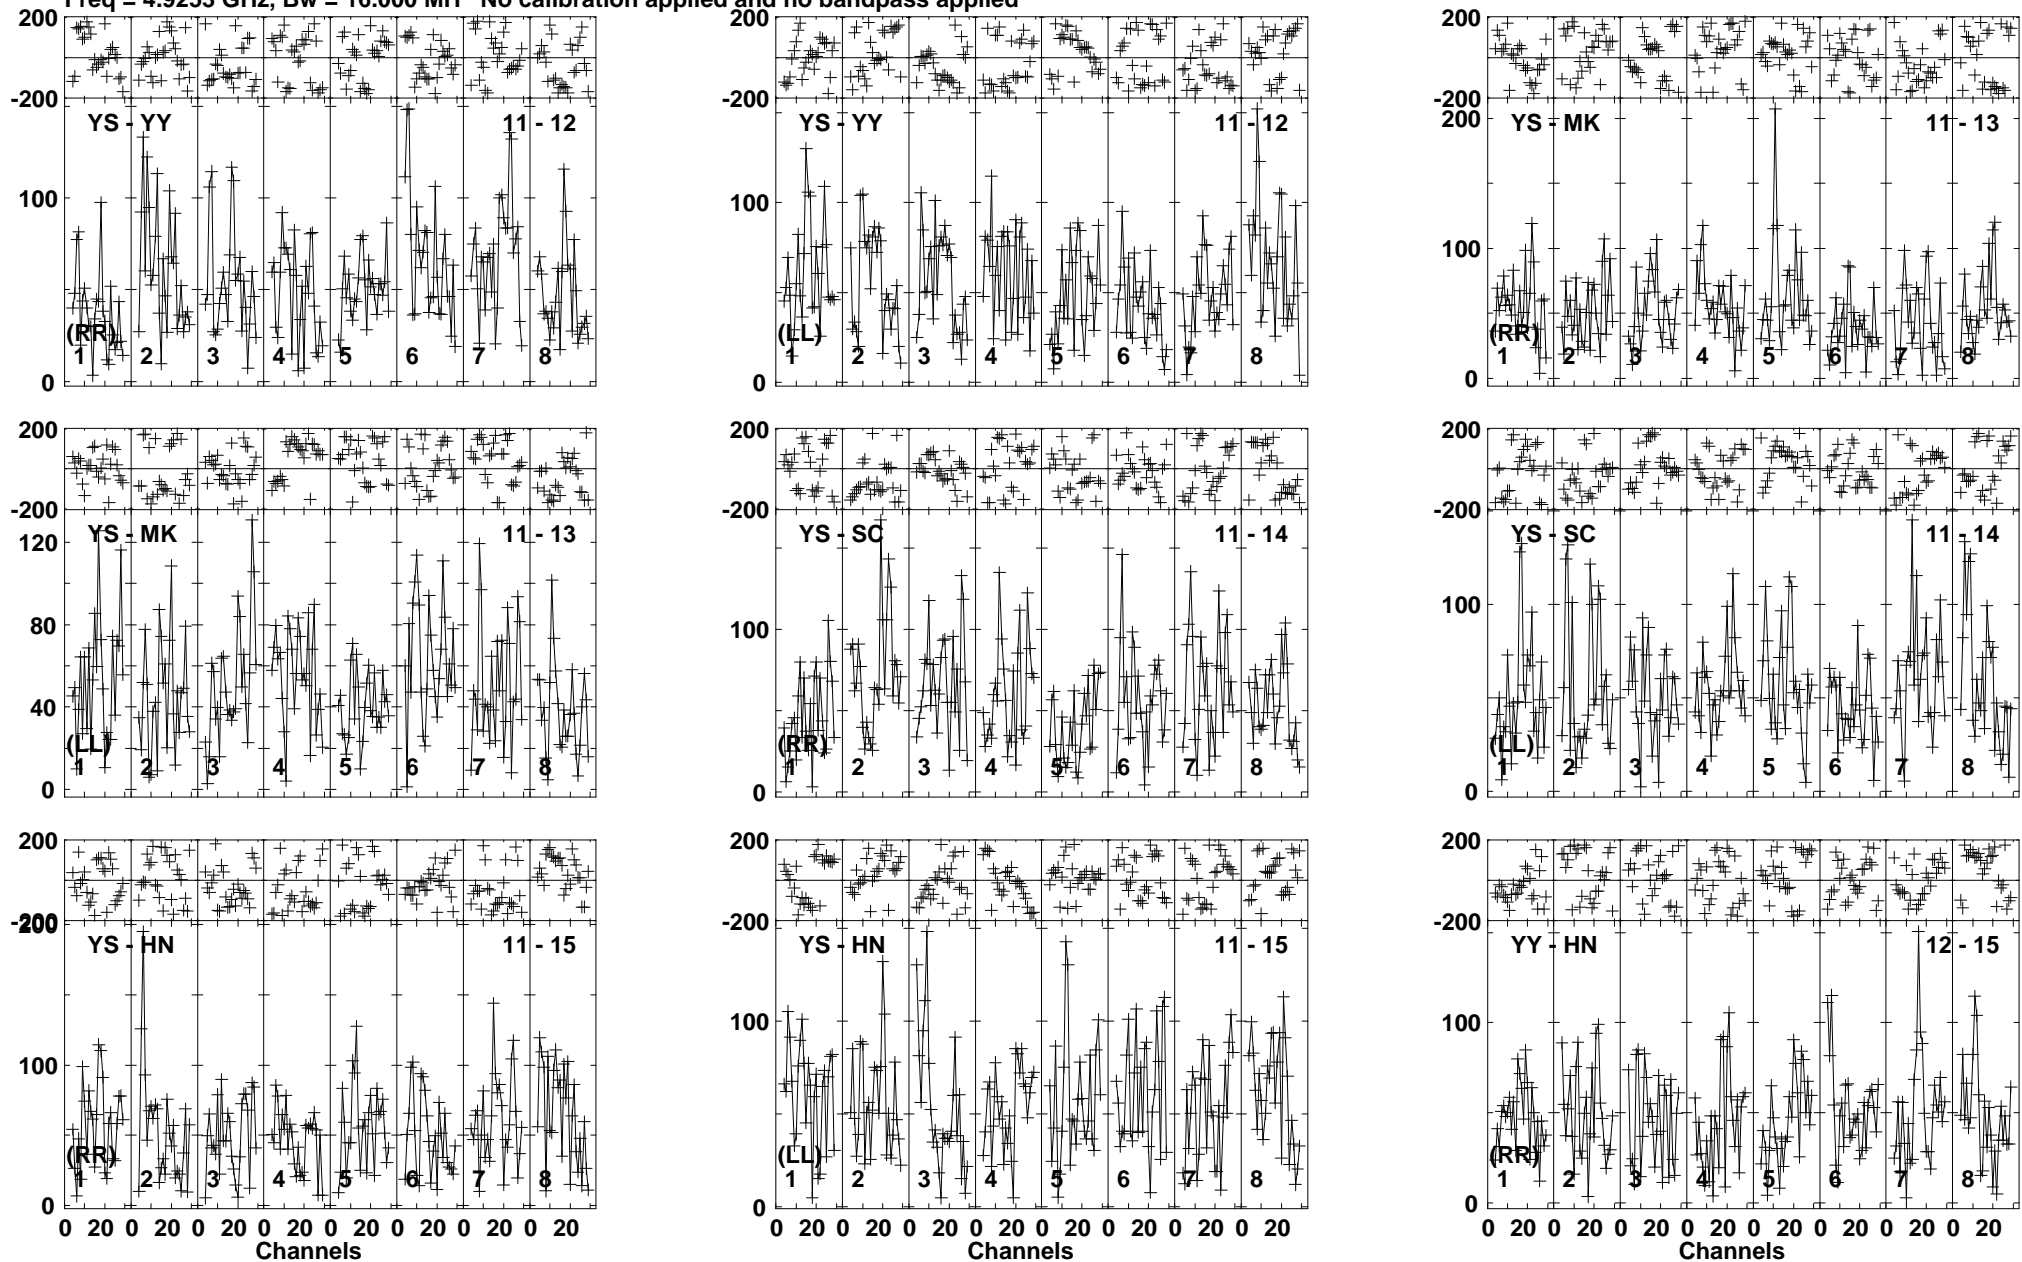 Freq = 4.9253 GHz, Bw = 16.000 MH No calibration applied and no bandpass applied
200 200 200
-200 -200 -200
YS - YY 11 - 12 YS - YY 11 - 12 200 YS - MK 11 - 13
100 100 100
(RR) (LL) (RR)
1 2 3 4 5 6 7 8 1 2 3 4 5 6 7 8 1 2 3 4 5 6 7 8
0 0 0
200 200 200
-200 -200 -200
YS - MK 11 - 13 YS - SC 11 - 14 YS - SC 11 - 14
120
80 100 100
40
(LL) (RR) (LL)
1 2 3 4 5 6 7 8 1 2 3 4 5 6 7 8 1 2 3 4 5 6 7 8
0 0 0
200 200 200
-200 -200 -200
200
YS - HN 11 - 15 YS - HN 11 - 15 YY - HN 12 - 15
100 100 100
(RR) (LL) (RR)
1 2 3 4 5 6 7 8 1 2 3 4 5 6 7 8 1 2 3 4 5 6 7 8
0 0 0
0 20 0 20 0 20 0 20 0 20 0 20 0 20 0 20 0 20 0 20 0 20 0 20 0 20 0 20 0 20 0 20 0 20 0 20 0 20 0 20 0 20 0 20 0 20 0 20
Channels Channels Channels